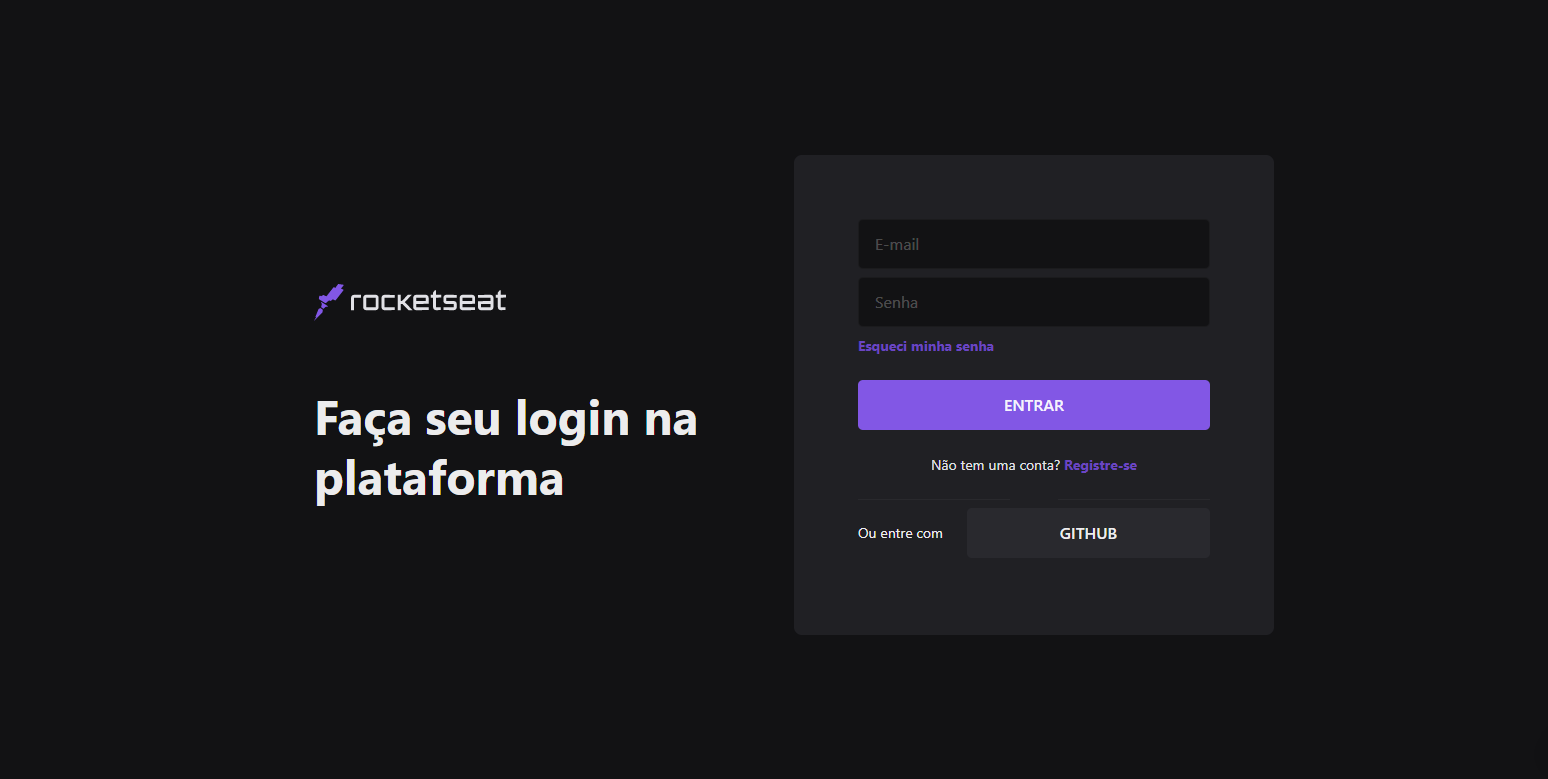 rocketseat
Faça seu login na
plataforma
E-mail
Senha
Esqueci minha senha
ENTRAR
Não tem uma conta? Registre-se
Ou entre com
GITHUB